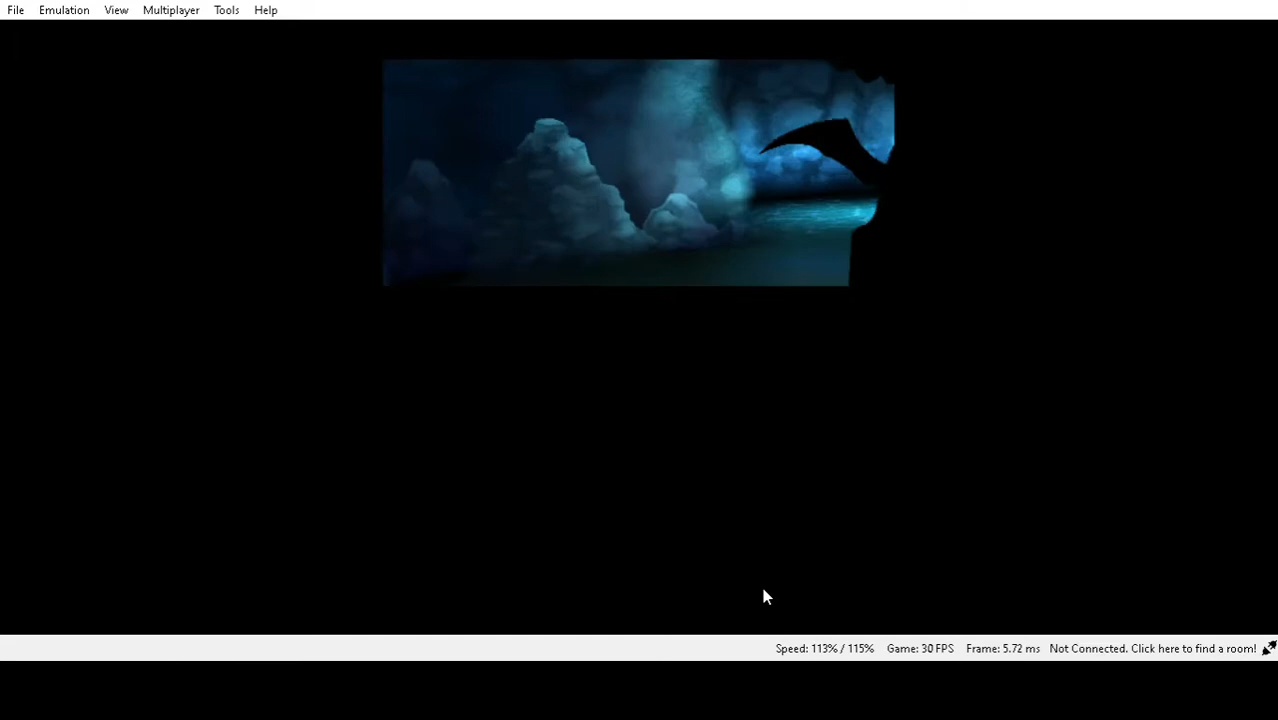 File Emulation View Multiplayer Tools Help
Speed: 113% / 115% Game: 30 FPS Frame: 5.72 ms Not Connected. Click here to find a room!